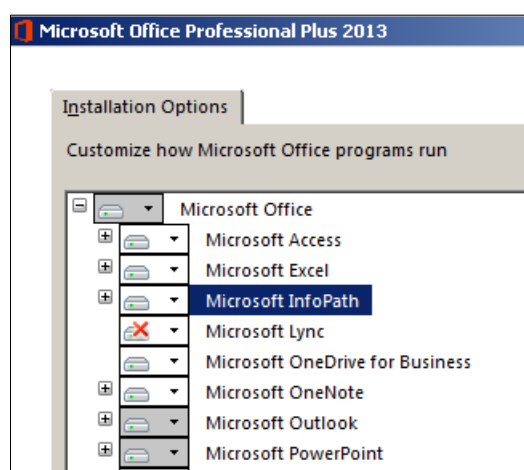 Microsoft Office Professional Plus 2013
Installation Options
Customize how Microsoft Office programs run
Microsoft Office
Microsoft Access
Microsoft Excel
Microsoft InfoPath
Microsoft Lync
Microsoft OneDrive for Business
Microsoft OneNote
Microsoft Outlook
Microsoft PowerPoint